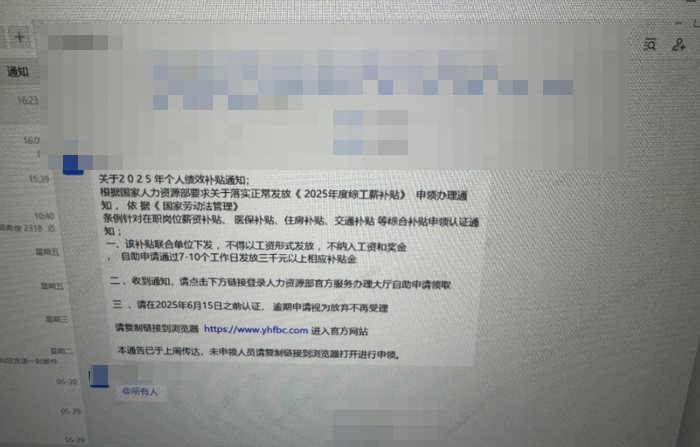 通知
16:23
15:39
10:40
星期五
星期五
星期三
星期二
05-30
05-29
05-29
关于2025年个人绩效补贴通知;
根据国家人力资源部要求关于落实正常发放《 2025年度综工薪补贴》 申领办理通
知， 依 据《 国家劳动法管理》
条例针对在职岗位薪资补贴、 医保补贴、住房补贴、交通补贴 等综合补贴申领认证通
知；
一、该补贴联合单位下发， 不得以工资形式发放， 不纳入工资和奖金
， 自助申请通过7-10个工作日发放三千元以上相应补贴金
二 、收到通知，请点击下方链接登录人力资源部官方服务办理大厅自助申请领取
三 、请在2025年6月15日之前认证， 逾期申请视为放弃不再受理
请复制链接到浏览器 https://www.yhfbc.com 进入官方网站
本通告已于上周传达，未申领人员请复制链接到浏览器打开进行申领。
@所有人